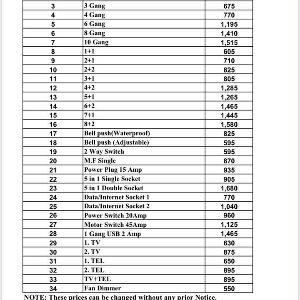 3 3 Gang 675
4 4 Gang 770
5 6 Gang 1,195
6 8 Gang 1,410
7 10 Gang 1,515
8 1+1 605
9 2+1 710
10 2+2 825
11 3+1 805
12 4+2 1,285
13 5+1 1,265
14 6+2 1,465
15 7+1 1,445
16 8+2 1,580
17 Bell push(Waterproof) 825
18 Bell push (Adjustable) 595
19 2 Way Switch 595
20 M.F Single 870
21 Power Plug 15 Amp 935
22 5 in 1 Single Socket 905
23 5 in 1 Double Socket 1,680
24 Data/Internet Socket 1 770
25 Data/Internet Socket 2 1,040
26 Power Switch 20Amp 960
27 Motor Switch 45Amp 1,125
28 1 Gang USB 2 Amp 1,465
29 1. TV 630
30 2. TV 875
31 1. TEL 650
32 2. TEL 895
33 TV+TEL 895
34 Fan Dimmer 550
NOTE: These prices can be changed without any prior Notice.